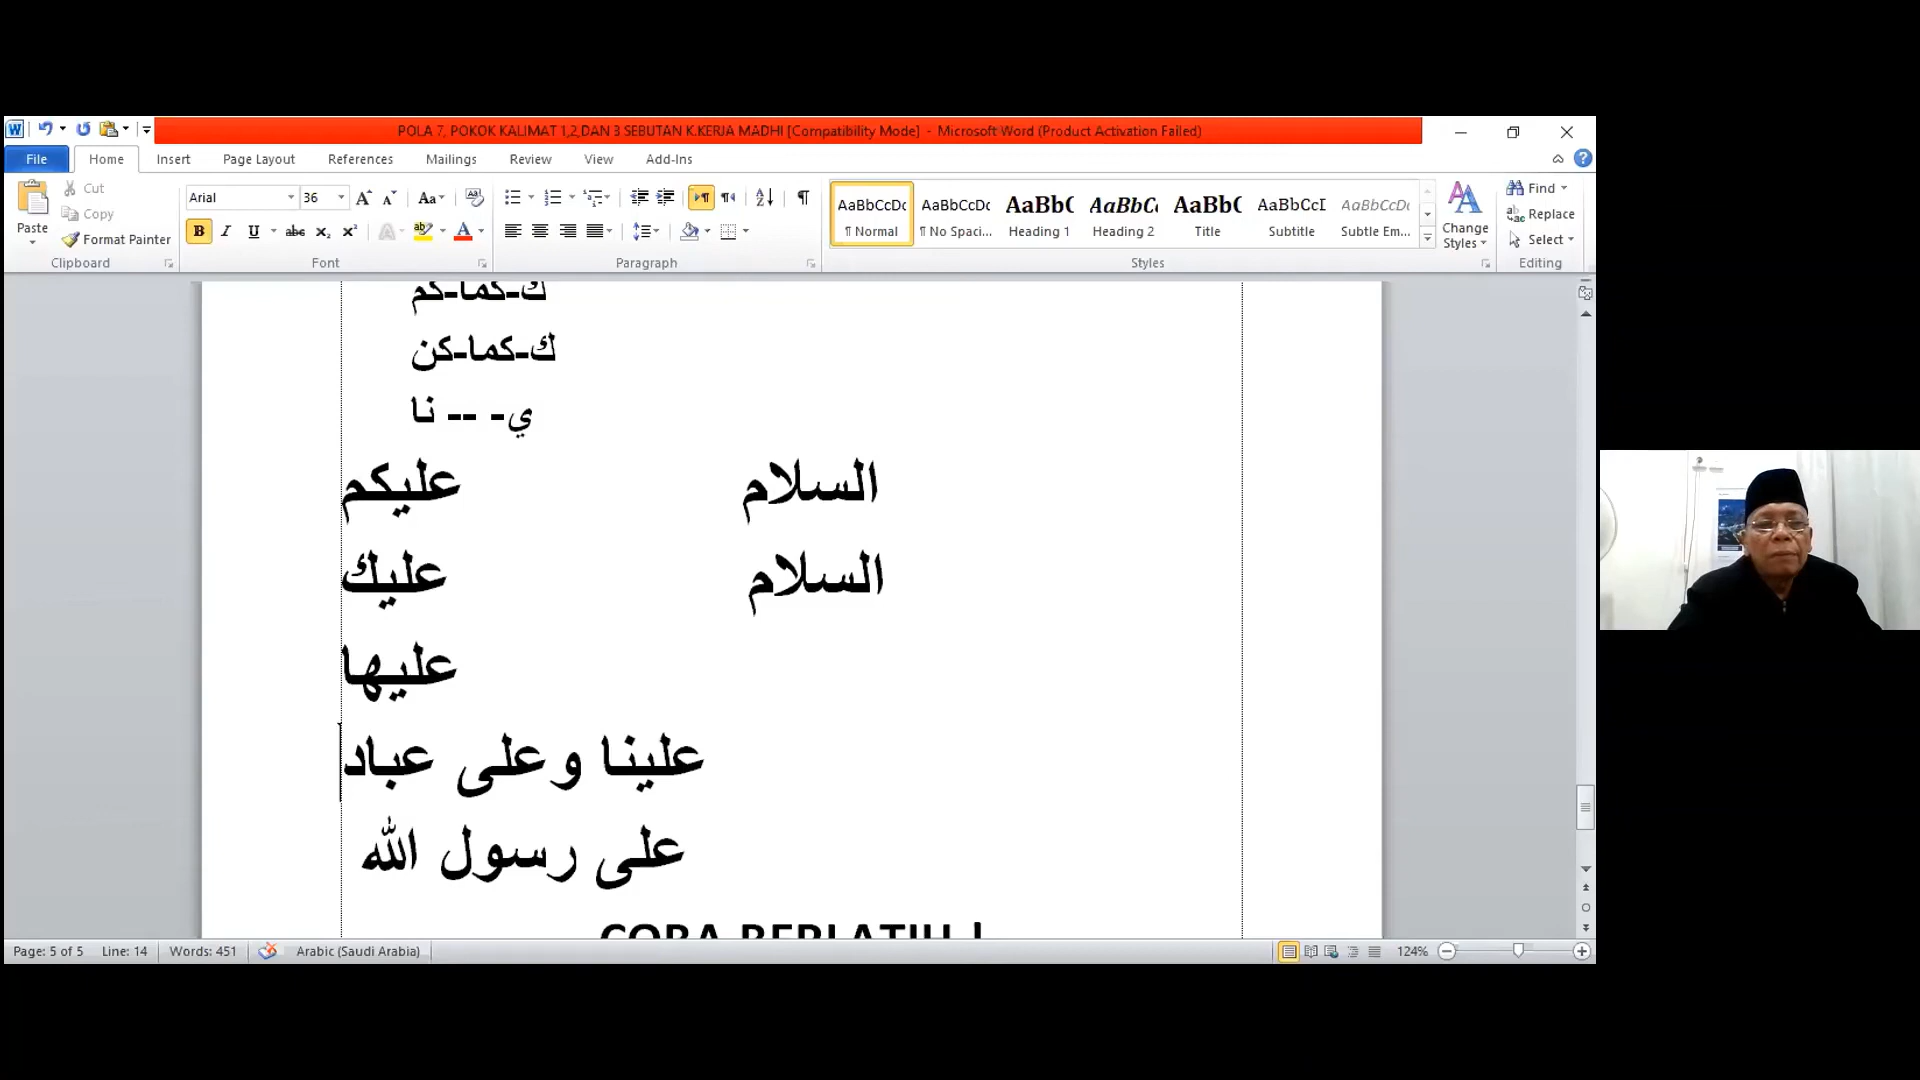 POLA 7, POKOK KALIMAT 1,2,DAN 3 SEBUTAN K.KERJA MADHI [Compatibility Mode] - Microsoft Word (Product Activation Failed)
File Home Insert Page Layout References Mailings Review View Add-Ins
Cut
Copy
Format Painter
Paste
Clipboard
Arial 36
Font
Paragraph
AaBbCcDc AaBbCcDc AaBbC AaBbC AaBbC AaBbCcI AaBbCcDc
¶ Normal ¶ No Spaci... Heading 1 Heading 2 Title Subtitle Subtle Em...
Styles
Change Styles
Find
Replace
Select
Editing
ك-كما-كم
ك-كما-كن
ي- -- نا
السلام عليكم
السلام عليك
عليها
علينا وعلى عباد
على رسول الله
COBA BERLATIH !
Page: 5 of 5 Line: 14 Words: 451 Arabic (Saudi Arabia) 124%